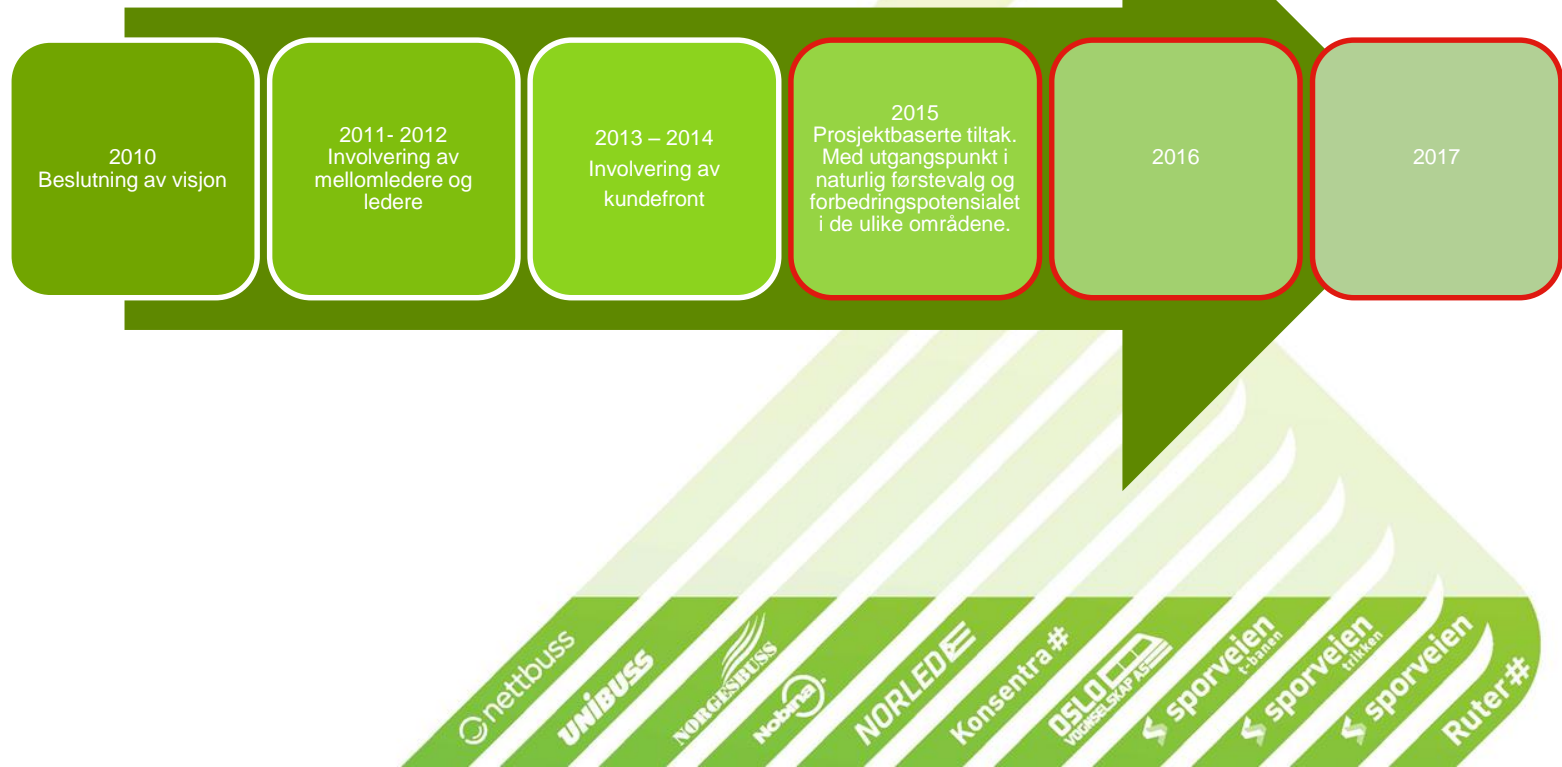 2010
Beslutning av visjon
2011- 2012
Involvering av
mellomledere og
ledere
2013 – 2014
Involvering av
kundefront
2015
Prosjektbaserte tiltak.
Med utgangspunkt i
naturlig førstevalg og
forbedringspotensialet
i de ulike områdene.
2016
2017
nettbuss
UNiBUSS
NORGESBUSS
Nobina
NORLED
Konsentra#
OSLO
VOGNSELSKAP AS
sporveien
t-banen
sporveien
trikken
sporveien
Ruter#